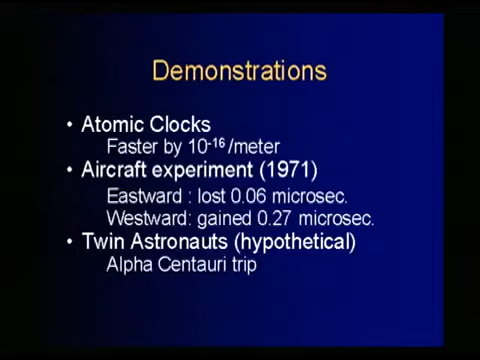 Demonstrations
• Atomic Clocks
Faster by 10⁻¹⁶/meter
• Aircraft experiment (1971)
Eastward : lost 0.06 microsec.
Westward: gained 0.27 microsec.
• Twin Astronauts (hypothetical)
Alpha Centauri trip